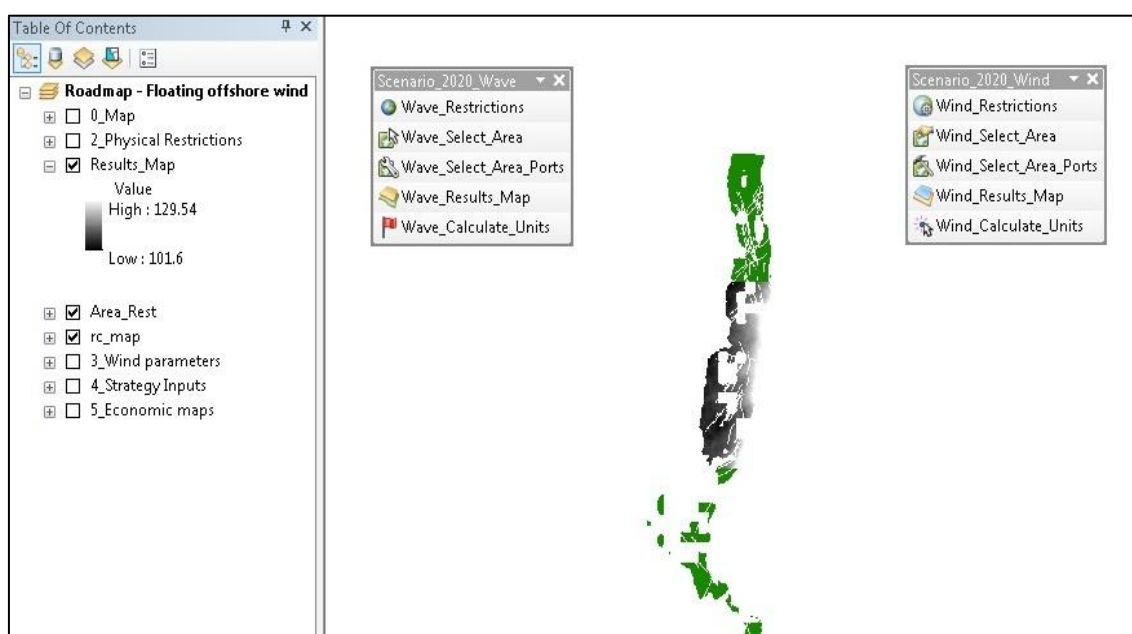 Table Of Contents
Roadmap - Floating offshore wind
0_Map
2_Physical Restrictions
Results_Map
Value
High : 129.54
Low : 101.6
Area_Rest
rc_map
3_Wind parameters
4_Strategy Inputs
5_Economic maps
Scenario_2020_Wave
Wave_Restrictions
Wave_Select_Area
Wave_Select_Area_Ports
Wave_Results_Map
Wave_Calculate_Units
Scenario_2020_Wind
Wind_Restrictions
Wind_Select_Area
Wind_Select_Area_Ports
Wind_Results_Map
Wind_Calculate_Units